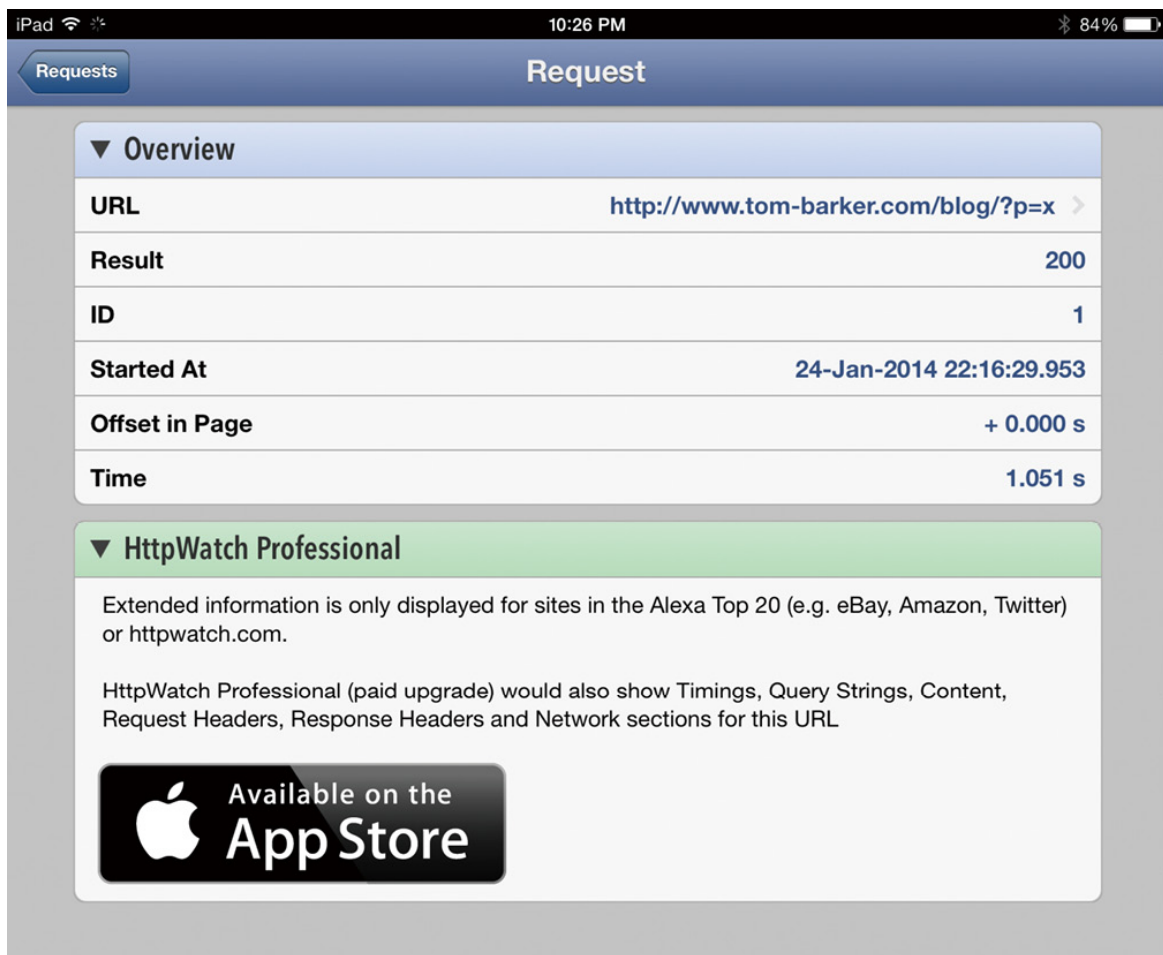 iPad 10:26 PM 84%
Requests Request
▼ Overview
URL http://www.tom-barker.com/blog/?p=x
Result 200
ID 1
Started At 24-Jan-2014 22:16:29.953
Offset in Page + 0.000 s
Time 1.051 s
▼ HttpWatch Professional
Extended information is only displayed for sites in the Alexa Top 20 (e.g. eBay, Amazon, Twitter)
or httpwatch.com.
HttpWatch Professional (paid upgrade) would also show Timings, Query Strings, Content,
Request Headers, Response Headers and Network sections for this URL
Available on the
App Store